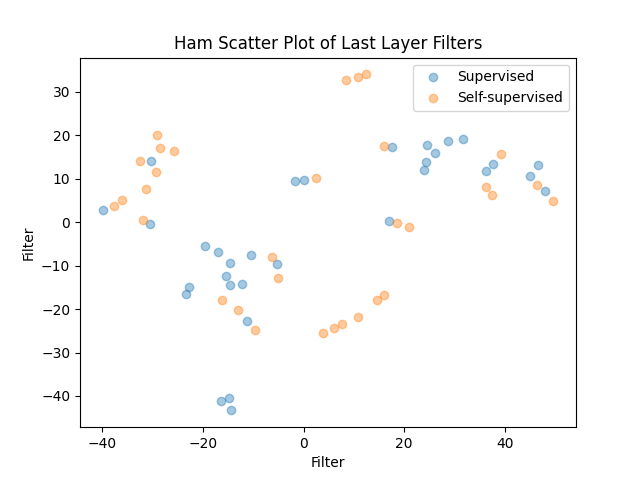 Ham Scatter Plot of Last Layer Filters
Supervised
Self-supervised
30
20
10
0
−10
−20
−30
−40
Filter
−40
−20
0
20
40
Filter